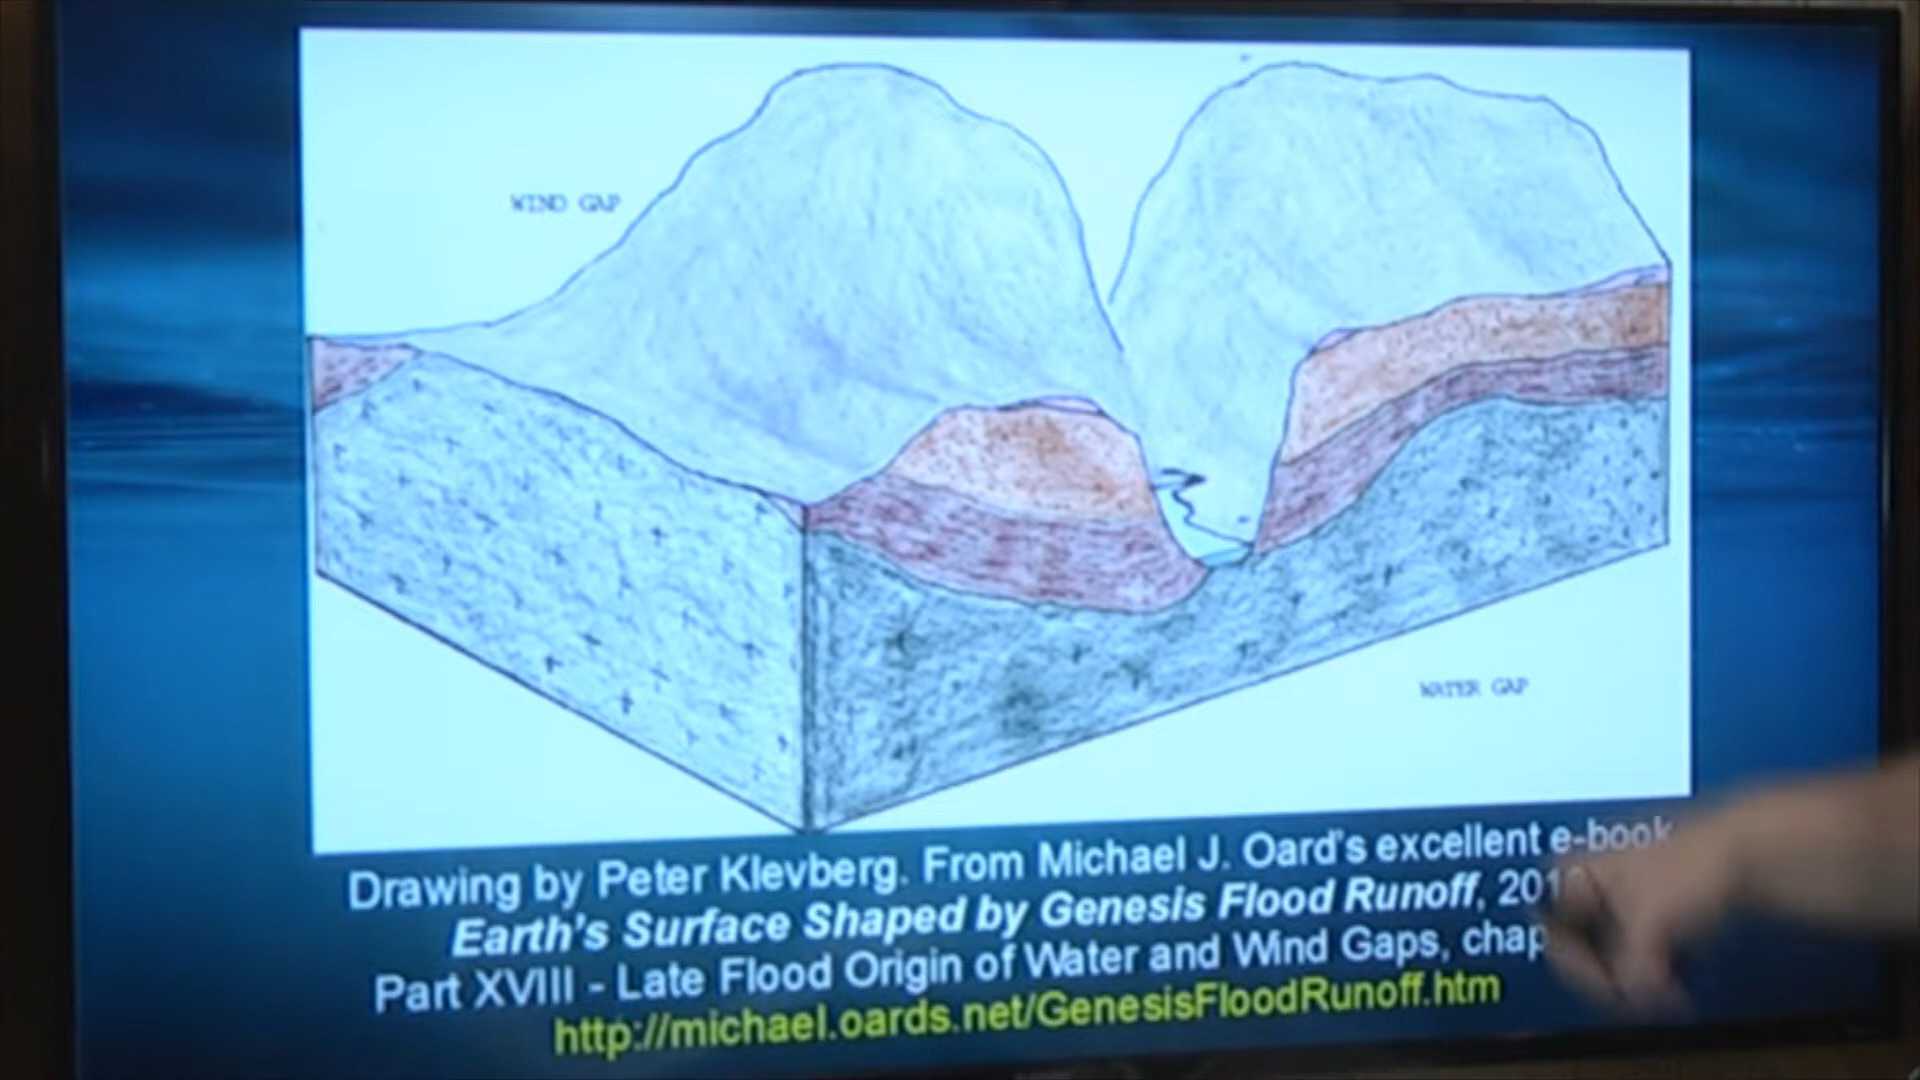 WIND GAP
WATER GAP
Drawing by Peter Klevberg. From Michael J. Oard's excellent e-book
Earth's Surface Shaped by Genesis Flood Runoff,
Part XVIII - Late Flood Origin of Water and Wind Gaps,
http://michael.oards.net/GenesisFloodRunoff.htm